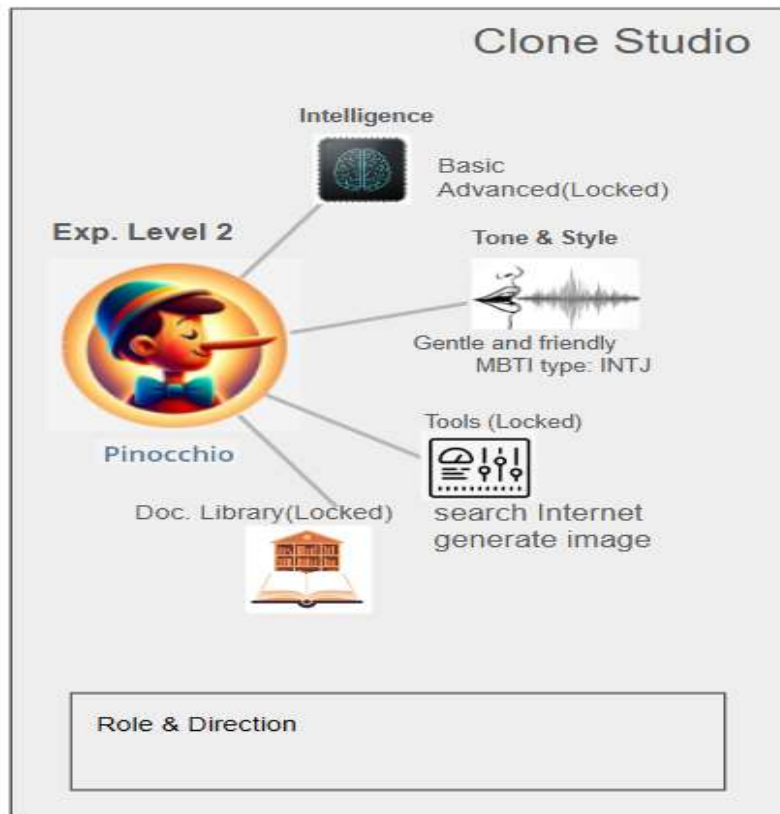 Clone Studio
Intelligence
Basic
Advanced(Locked)
Exp. Level 2
Tone & Style
Gentle and friendly
MBTI type: INTJ
Pinocchio
Tools (Locked)
search Internet
generate image
Doc. Library(Locked)
Role & Direction